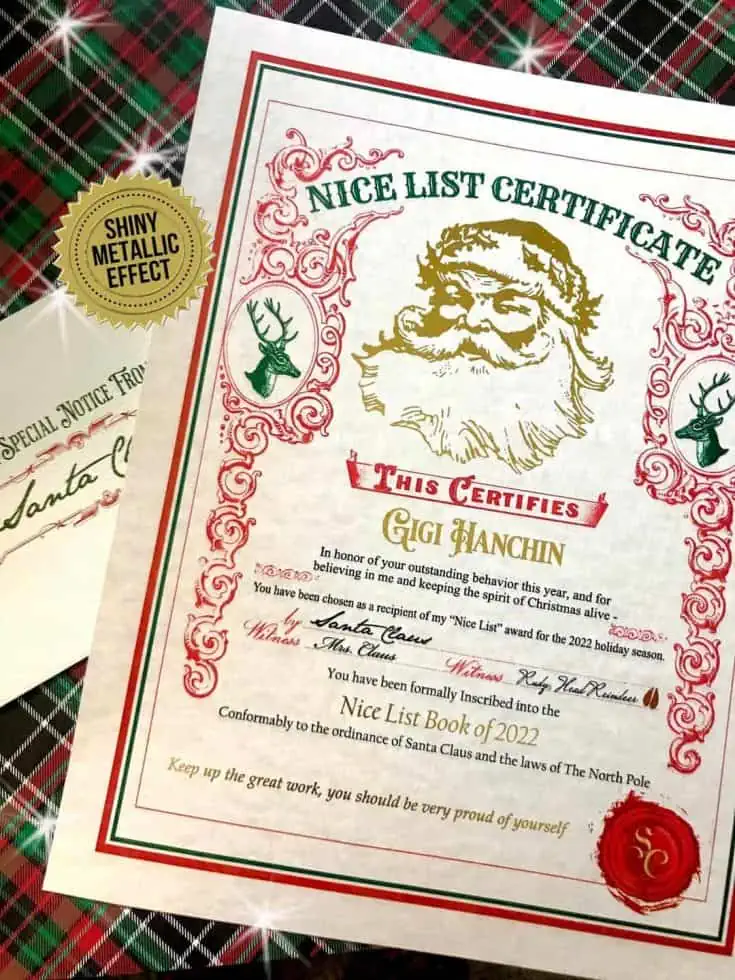 NICE LIST CERTIFICATE
SHINY
METALLIC
EFFECT
SPECIAL NOTICE FROM
Santa
THIS CERTIFIES
GIGI HANCHIN
In honor of your outstanding behavior this year, and for
believing in me and keeping the spirit of Christmas alive -
You have been chosen as a recipient of my "Nice List" award for the 2022 holiday season.
by Santa Claus
Witness Mrs. Claus Witness Rudy Head Reindeer
You have been formally Inscribed into the
Nice List Book of 2022
Conformably to the ordinance of Santa Claus and the laws of The North Pole
Keep up the great work, you should be very proud of yourself
SC